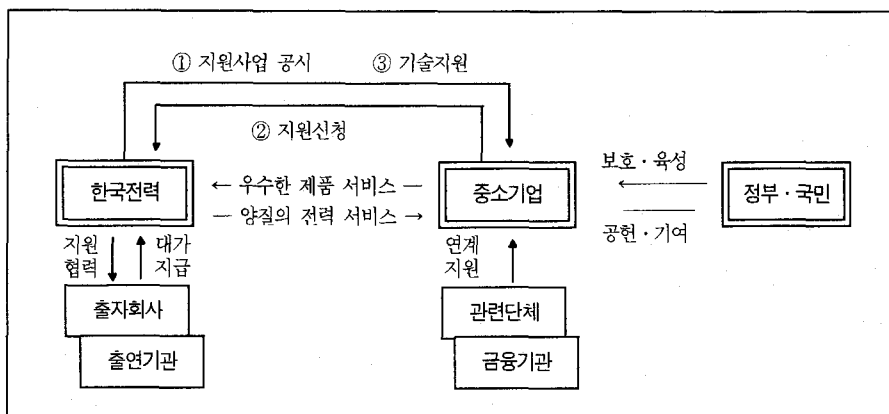 ① 지원사업 공시 ③ 기술지원
② 지원신청
한국전력
← 우수한 제품 서비스 ―
― 양질의 전력 서비스 →
중소기업
보호·육성
공헌·기여
정부·국민
지원
협력
대가
지급
연계
지원
출자회사
출연기관
관련단체
금융기관